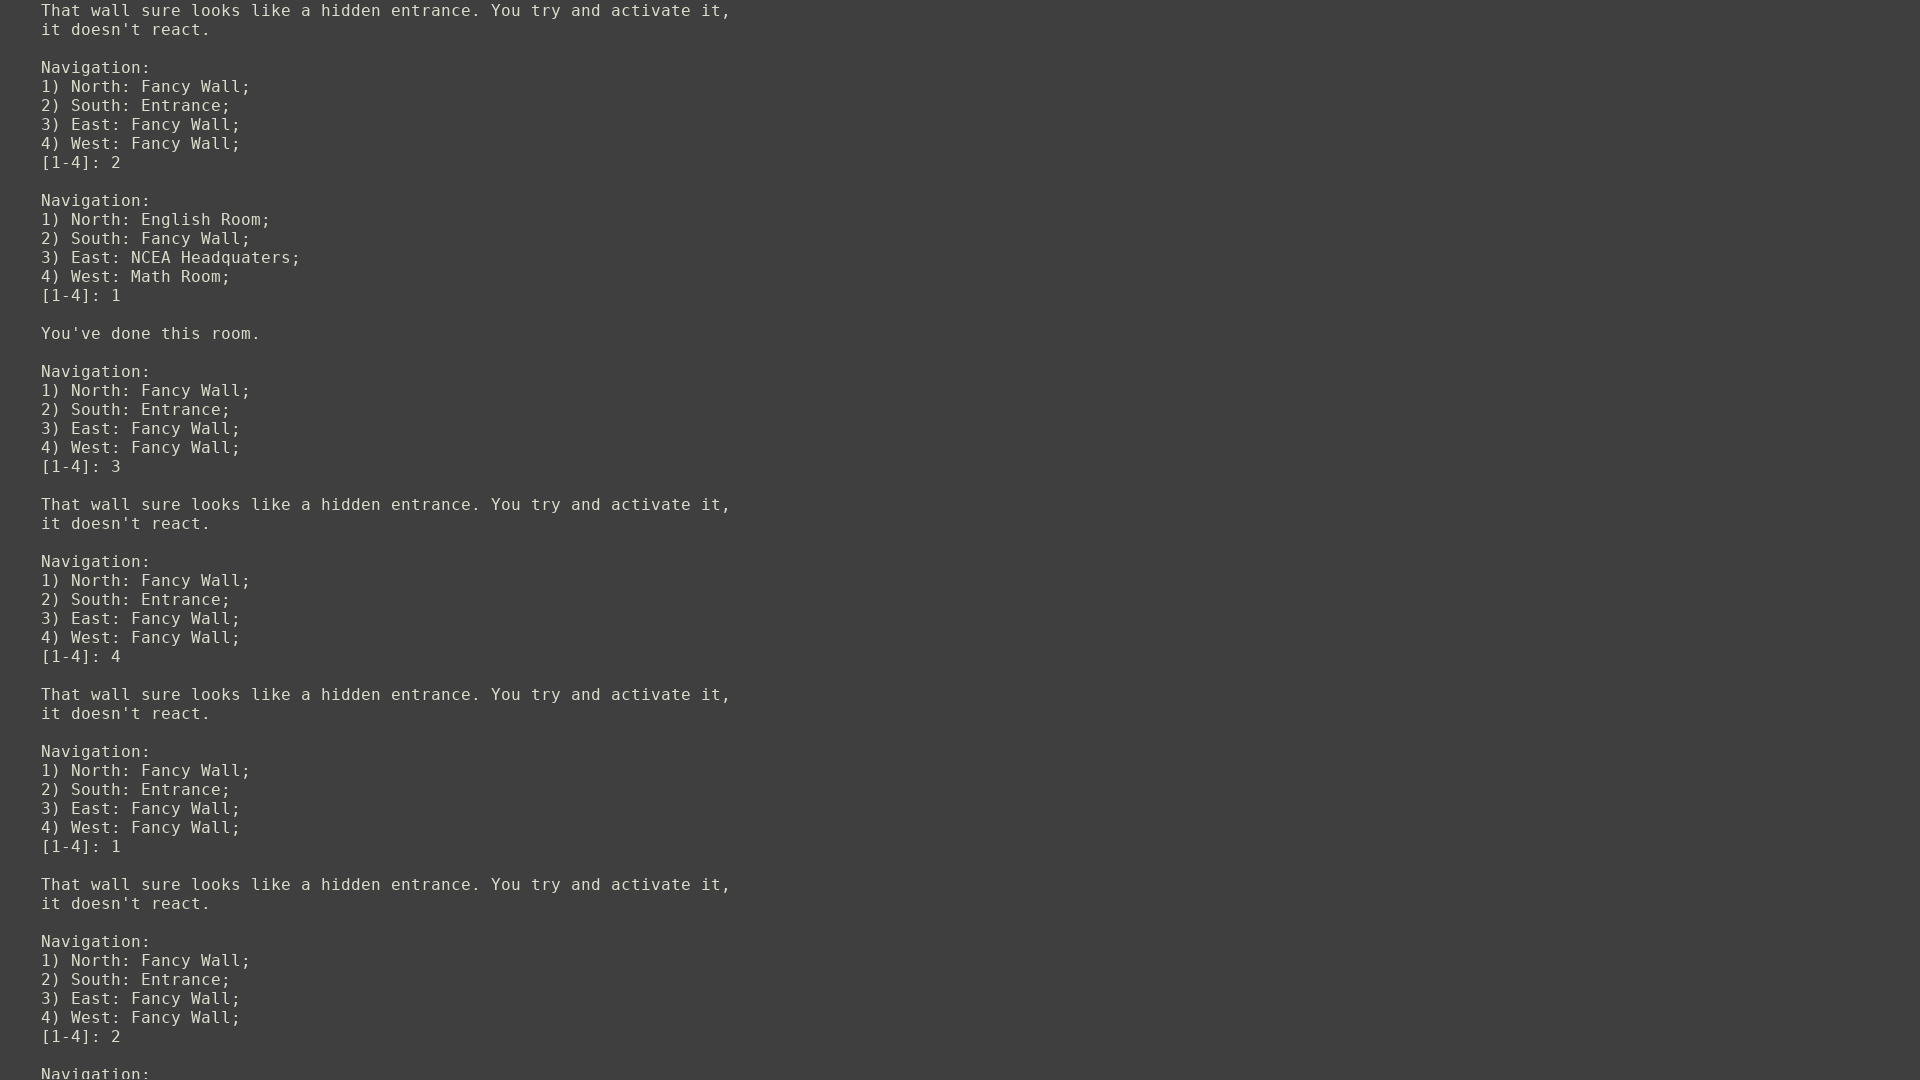 That wall sure looks like a hidden entrance. You try and activate it,
it doesn't react.

Navigation:
1) North: Fancy Wall;
2) South: Entrance;
3) East: Fancy Wall;
4) West: Fancy Wall;
[1-4]: 2

Navigation:
1) North: English Room;
2) South: Fancy Wall;
3) East: NCEA Headquaters;
4) West: Math Room;
[1-4]: 1

You've done this room.

Navigation:
1) North: Fancy Wall;
2) South: Entrance;
3) East: Fancy Wall;
4) West: Fancy Wall;
[1-4]: 3

That wall sure looks like a hidden entrance. You try and activate it,
it doesn't react.

Navigation:
1) North: Fancy Wall;
2) South: Entrance;
3) East: Fancy Wall;
4) West: Fancy Wall;
[1-4]: 4

That wall sure looks like a hidden entrance. You try and activate it,
it doesn't react.

Navigation:
1) North: Fancy Wall;
2) South: Entrance;
3) East: Fancy Wall;
4) West: Fancy Wall;
[1-4]: 1

That wall sure looks like a hidden entrance. You try and activate it,
it doesn't react.

Navigation:
1) North: Fancy Wall;
2) South: Entrance;
3) East: Fancy Wall;
4) West: Fancy Wall;
[1-4]: 2

Navigation: